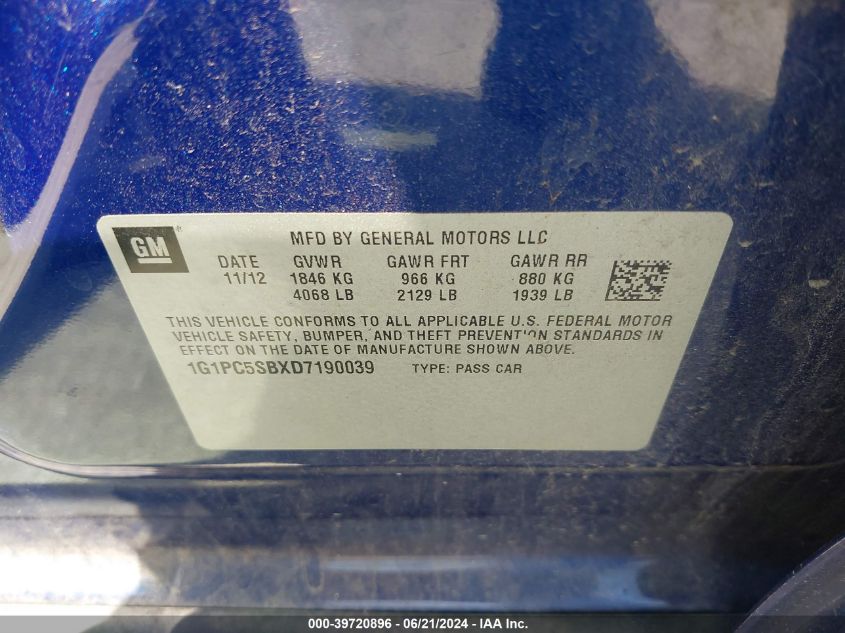 GM®
MFD BY GENERAL MOTORS LLC
DATE GVWR GAWR FRT GAWR RR
11/12 1846 KG 966 KG 880 KG
4068 LB 2129 LB 1939 LB
THIS VEHICLE CONFORMS TO ALL APPLICABLE U.S. FEDERAL MOTOR
VEHICLE SAFETY, BUMPER, AND THEFT PREVENTION STANDARDS IN
EFFECT ON THE DATE OF MANUFACTURE SHOWN ABOVE.
1G1PC5SBXD7190039 TYPE: PASS CAR
000-39720896 - 06/21/2024 - IAA Inc.